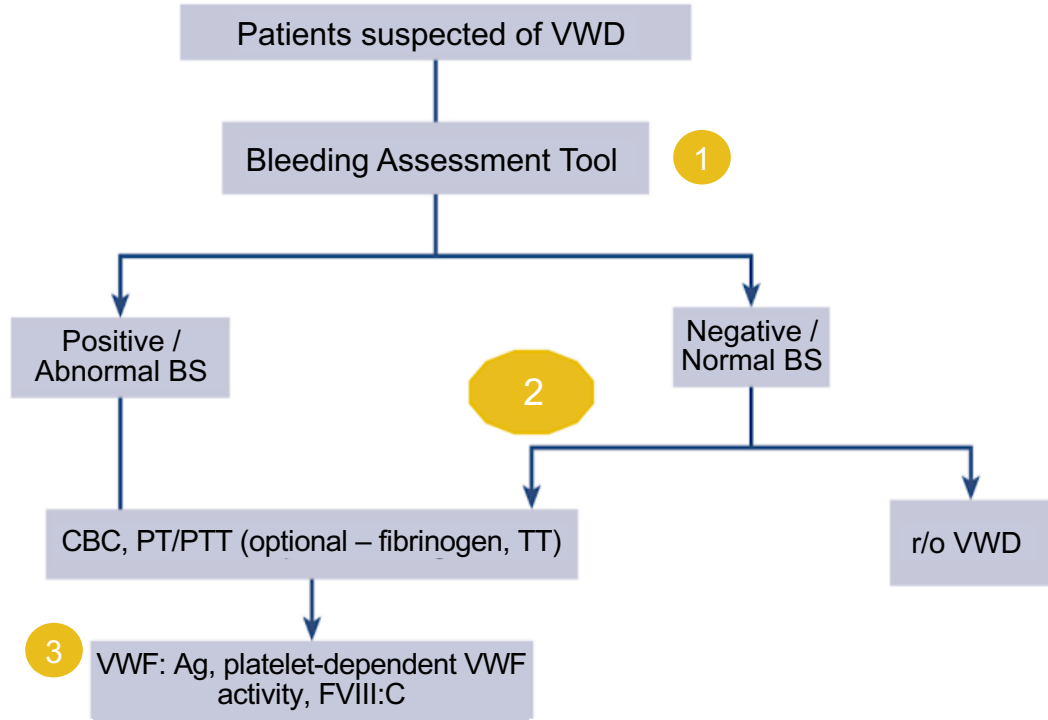 Patients suspected of VWD
Bleeding Assessment Tool
1
Positive /
Abnormal BS
Negative /
Normal BS
2
CBC, PT/PTT (optional – fibrinogen, TT)
r/o VWD
3
VWF: Ag, platelet-dependent VWF
activity, FVIII:C